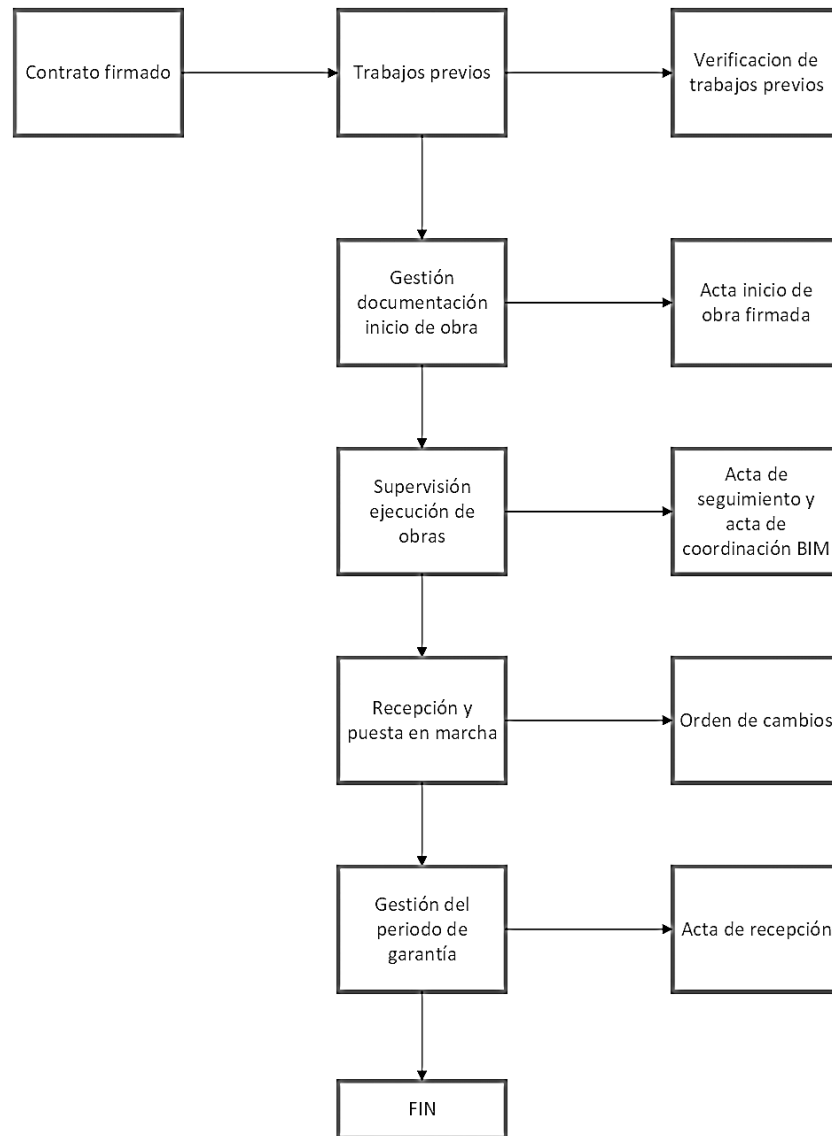 Contrato firmado
Trabajos previos
Verificacion de
trabajos previos
Gestión
documentación
inicio de obra
Acta inicio de
obra firmada
Supervisión
ejecución de
obras
Acta de
seguimiento y
acta de
coordinación BIM
Recepción y
puesta en marcha
Orden de cambios
Gestión del
periodo de
garantía
Acta de recepción
FIN